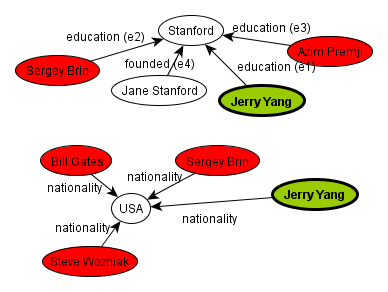 education (e3)
Stanford
education (e2)
Azim Premji
founded (e4)
education (e1)
Sergey Brin
Jane Stanford
Jerry Yang
Bill Gates
Sergey Brin
nationality
nationality
Jerry Yang
USA
nationality
nationality
Steve Wozniak